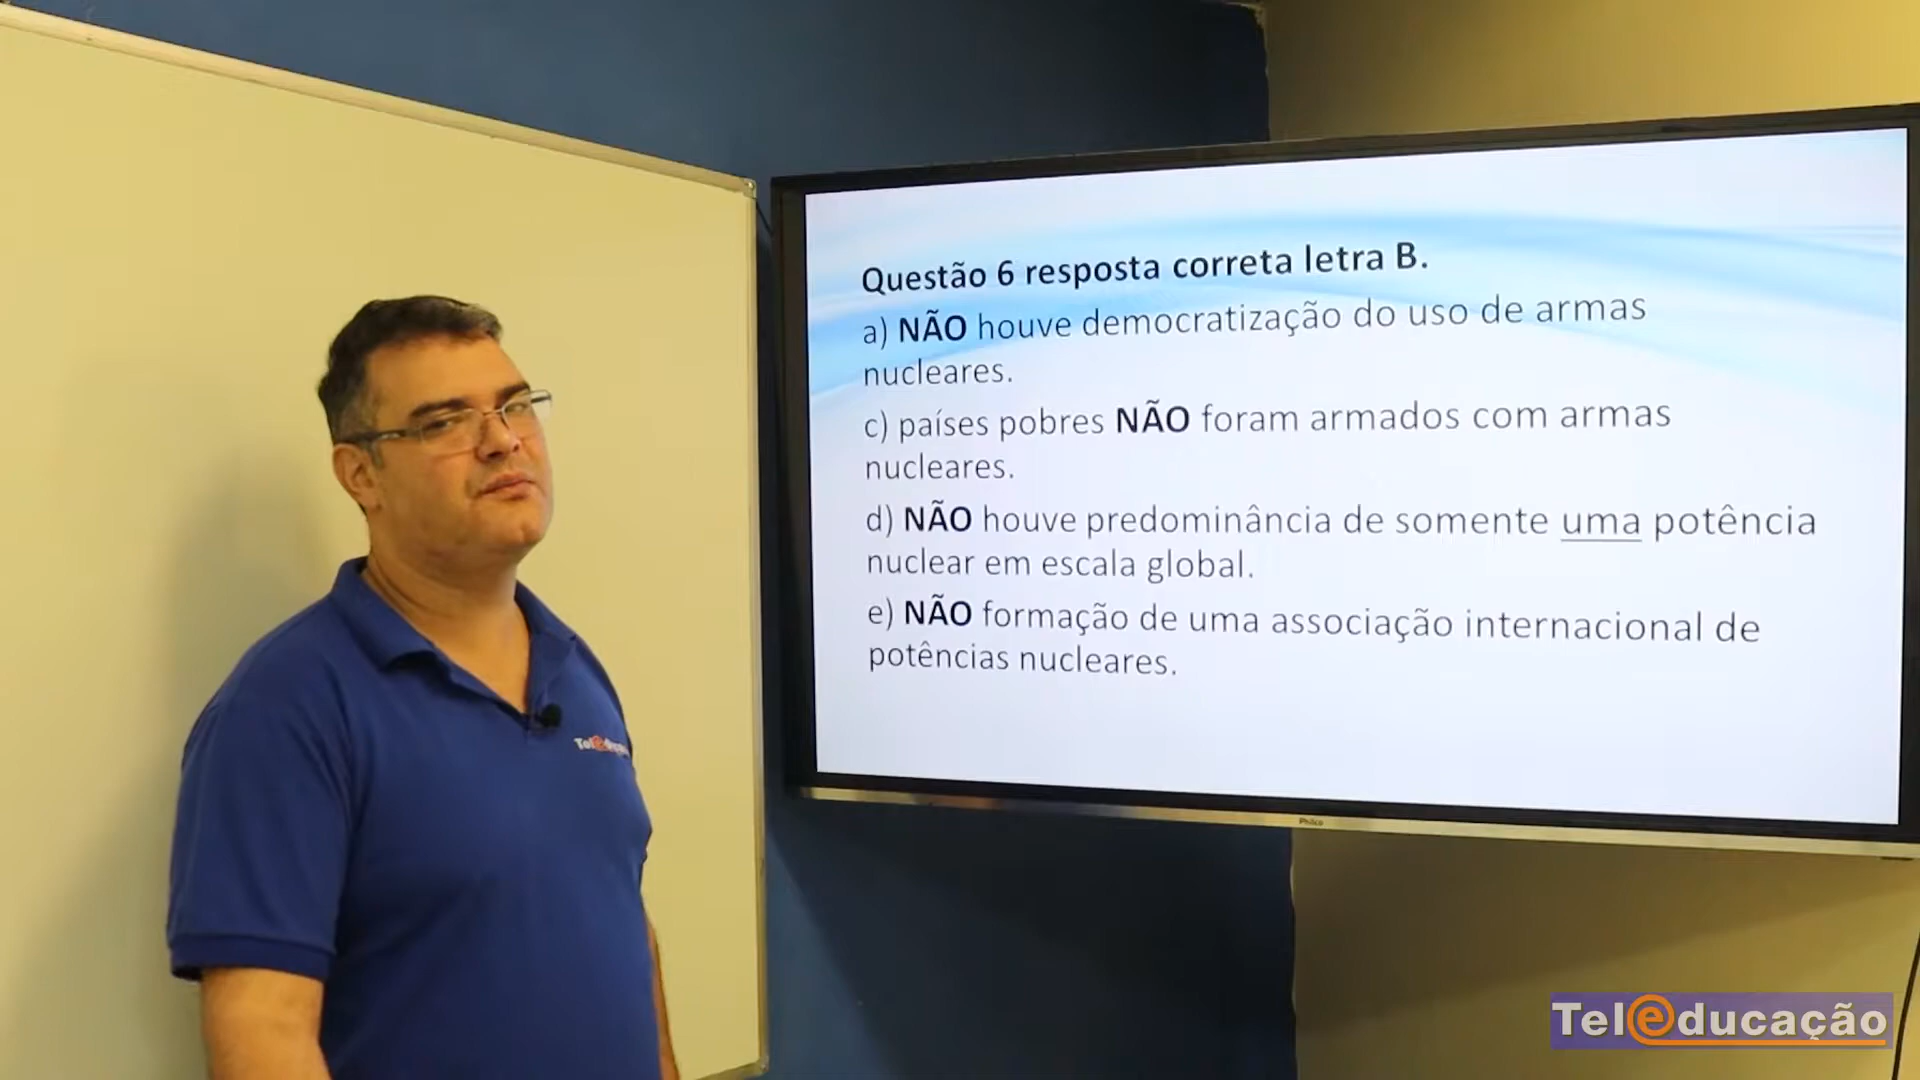 Questão 6 resposta correta letra B.
a) NÃO houve democratização do uso de armas
nucleares.
c) países pobres NÃO foram armados com armas
nucleares.
d) NÃO houve predominância de somente uma potência
nuclear em escala global.
e) NÃO formação de uma associação internacional de
potências nucleares.
Philco
Teleducação